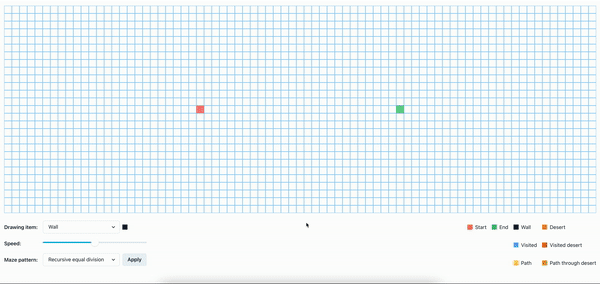 Drawing item: Wall
Start End Wall Desert
Speed:
Visited Visited desert
Maze pattern: Recursive equal division Apply
Path Path through desert